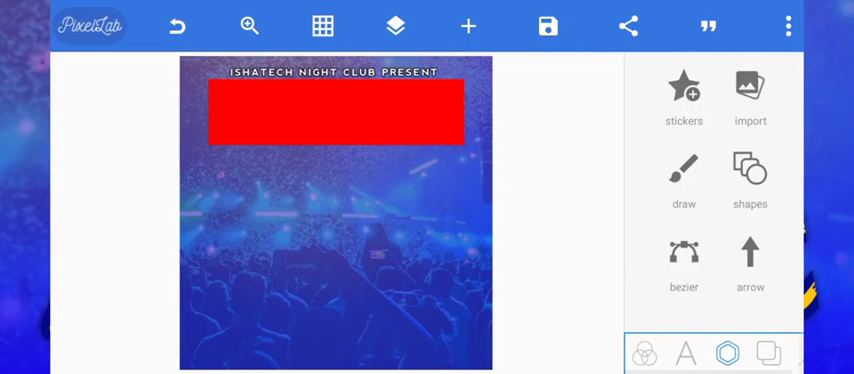 PixelLab
ISHATECH NIGHT CLUB PRESENT
stickers
import
draw
shapes
bezier
arrow